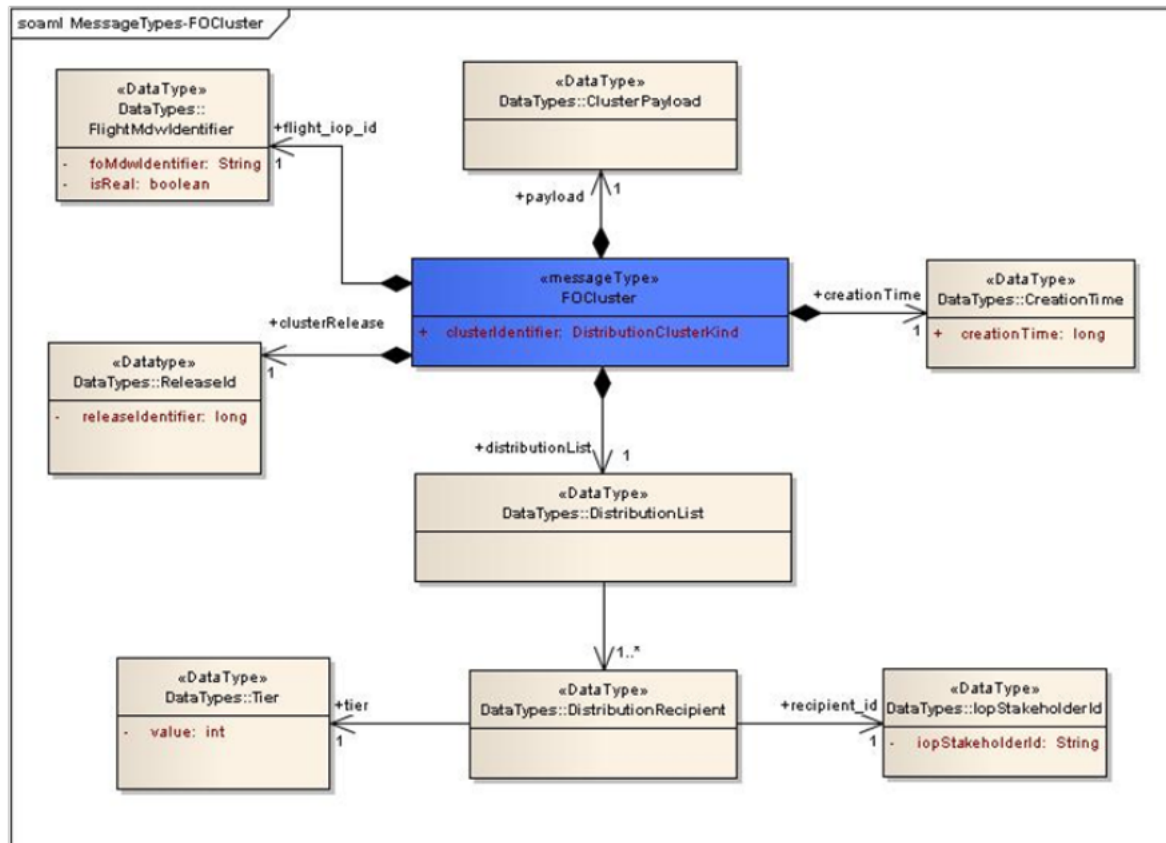 soaml MessageTypes-FOCluster
«DataType»
DataTypes::
FlightMdwIdentifier
- foMdwIdentifier: String
- isReal: boolean
+flight_iop_id
1
«DataType»
DataTypes::ClusterPayload
+payload
1
«messageType»
FOCluster
+ clusterIdentifier: DistributionClusterKind
+creationTime
1
«DataType»
DataTypes::CreationTime
+ creationTime: long
+clusterRelease
1
«Datatype»
DataTypes::ReleaseId
- releaseIdentifier: long
+distributionList
1
«DataType»
DataTypes::DistributionList
1..*
«DataType»
DataTypes::Tier
- value: int
+tier
1
«DataType»
DataTypes::DistributionRecipient
+recipient_id
1
«DataType»
DataTypes::IopStakeholderId
- iopStakeholderId: String